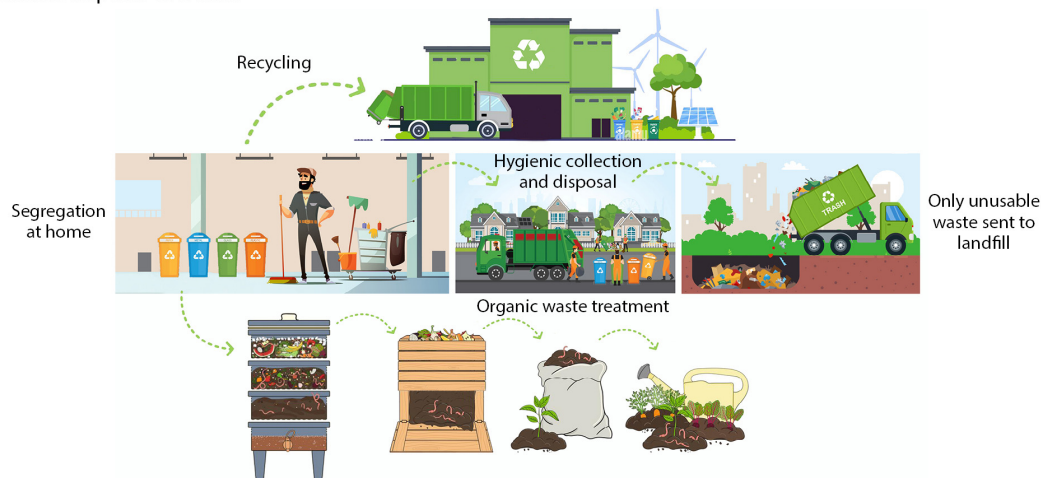 Recycling
Hygienic collection
and disposal
Segregation
at home
TRASH
Only unusable
waste sent to
landfill
Organic waste treatment